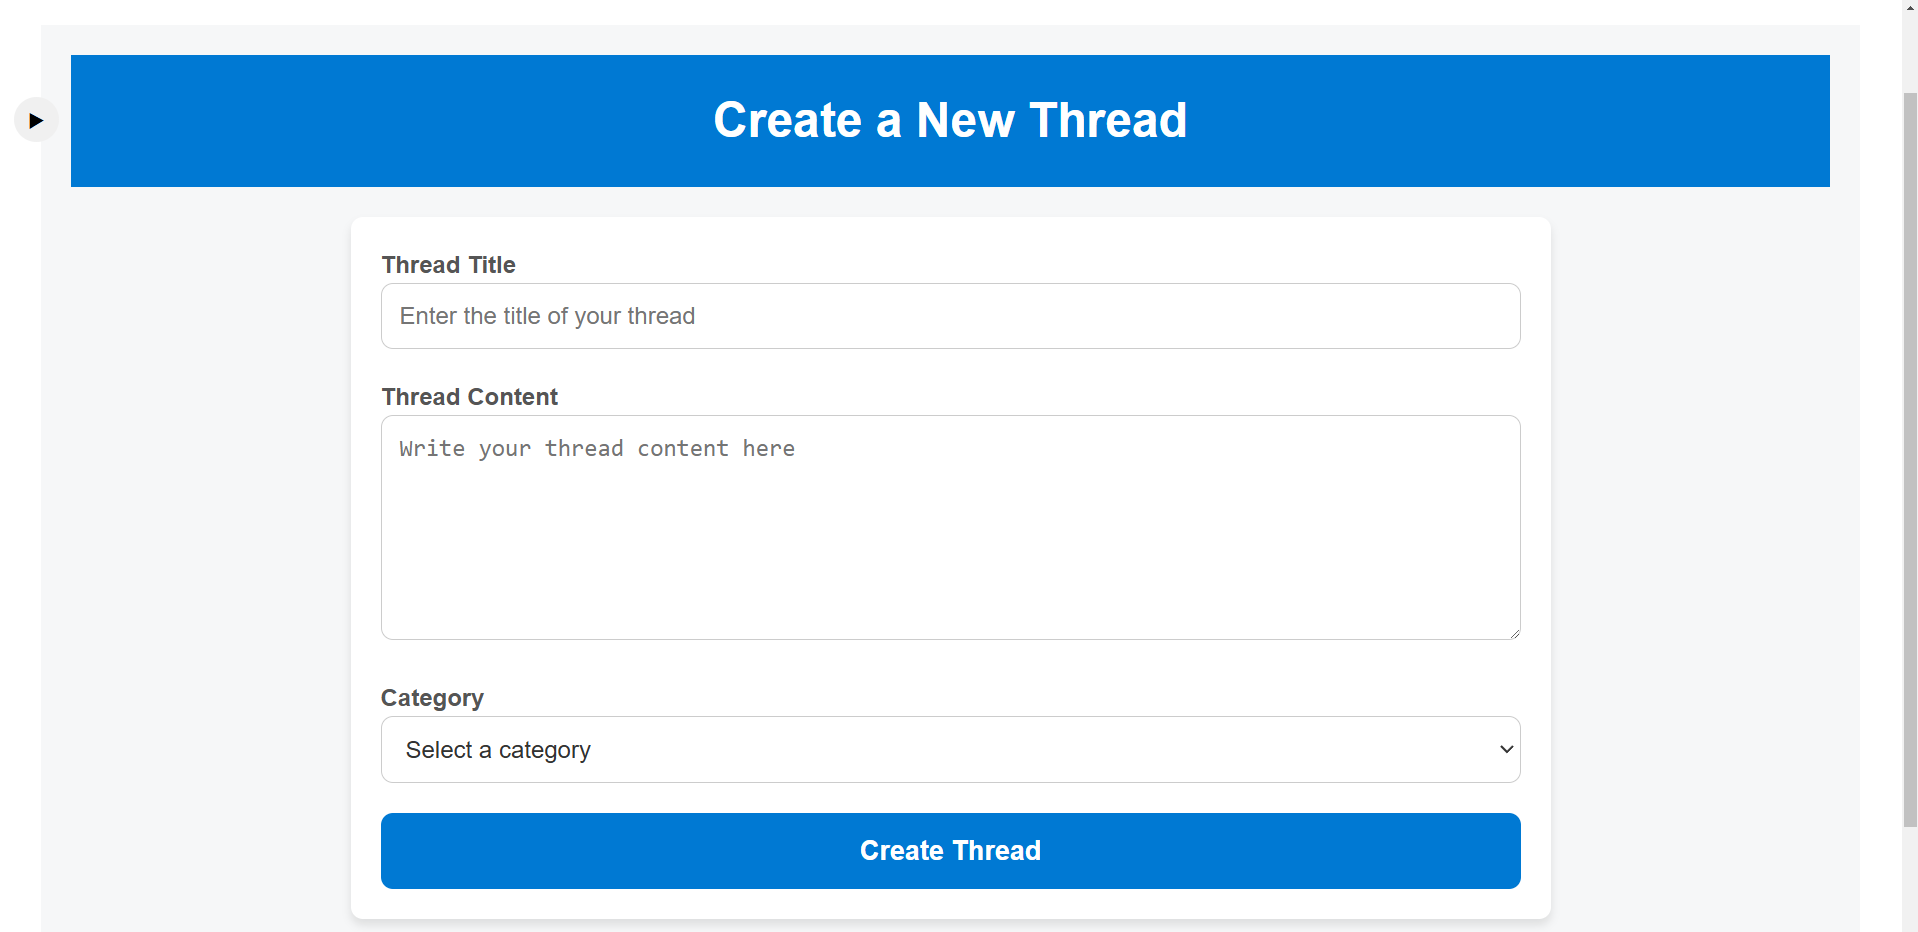 Create a New Thread
Thread Title
Enter the title of your thread
Thread Content
Write your thread content here
Category
Select a category
Create Thread